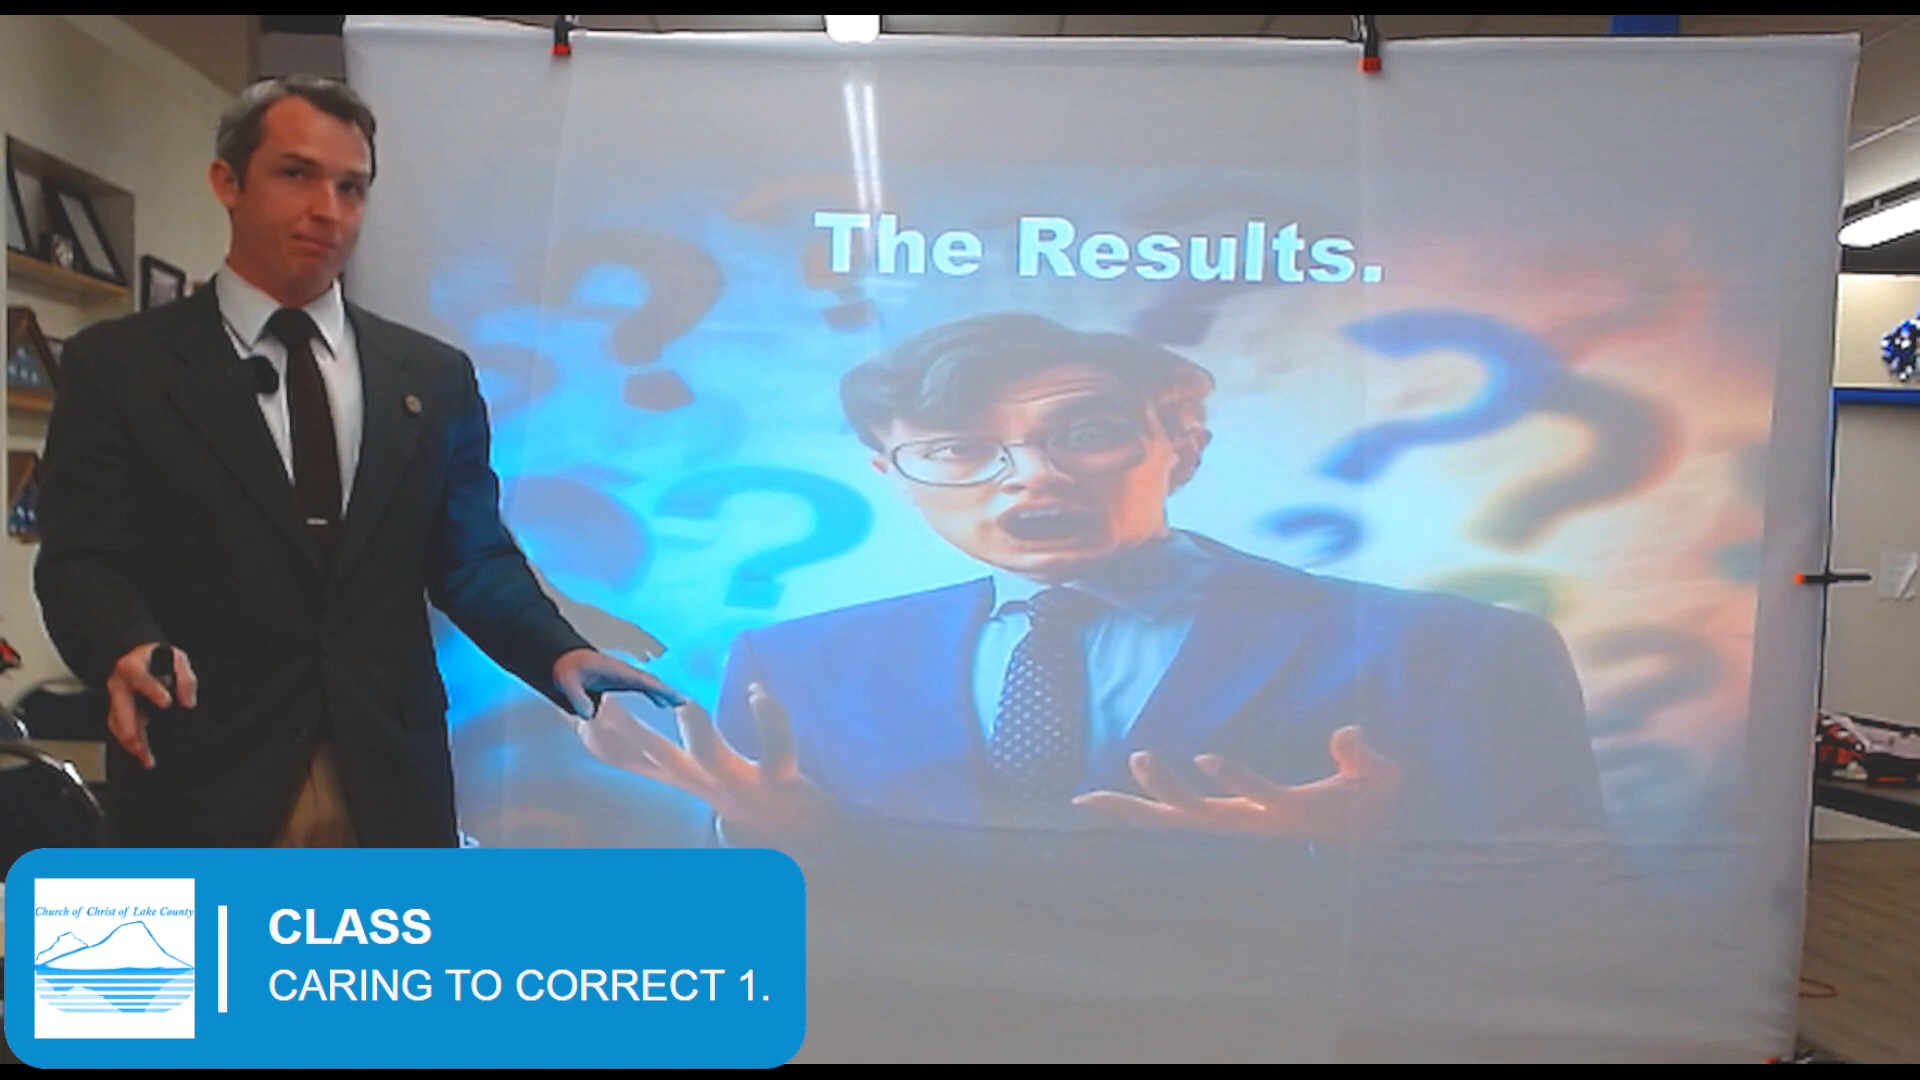 The Results.
Church of Christ of Lake County
CLASS
CARING TO CORRECT 1.